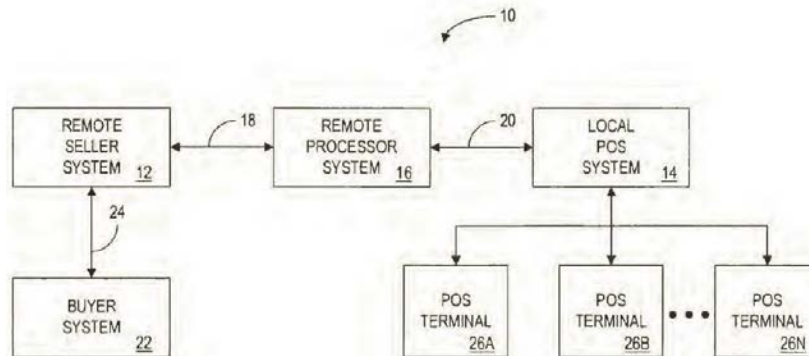 10
REMOTE
SELLER
SYSTEM 12
18
REMOTE
PROCESSOR
SYSTEM 16
20
LOCAL
POS
SYSTEM 14
24
BUYER
SYSTEM
22
POS
TERMINAL
26A
POS
TERMINAL
26B
POS
TERMINAL
26N